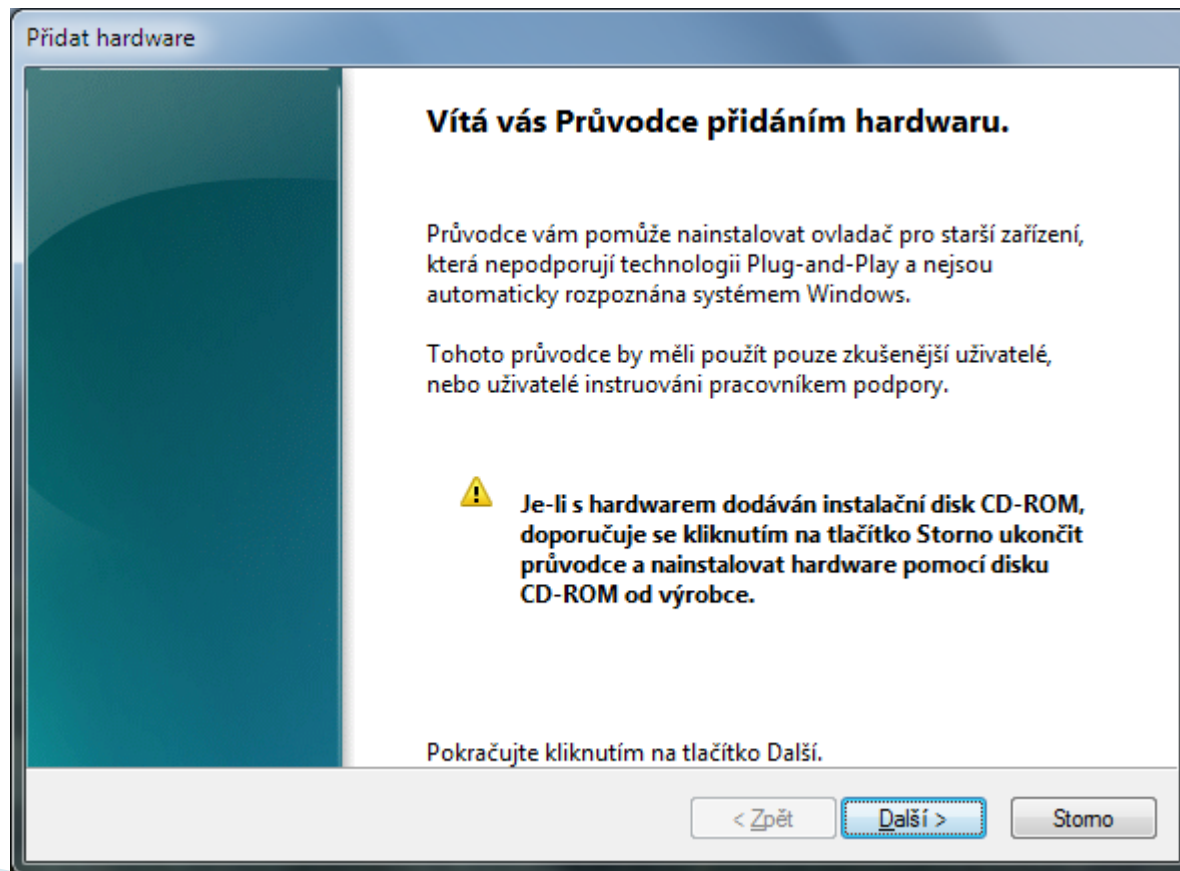 Přidat hardware
Vítá vás Průvodce přidáním hardwaru.
Průvodce vám pomůže nainstalovat ovladač pro starší zařízení,
která nepodporují technologii Plug-and-Play a nejsou
automaticky rozpoznána systémem Windows.
Tohoto průvodce by měli použít pouze zkušenější uživatelé,
nebo uživatelé instruováni pracovníkem podpory.
Je-li s hardwarem dodáván instalační disk CD-ROM,
doporučuje se kliknutím na tlačítko Storno ukončit
průvodce a nainstalovat hardware pomocí disku
CD-ROM od výrobce.
Pokračujte kliknutím na tlačítko Další.
< Zpět Další > Storno